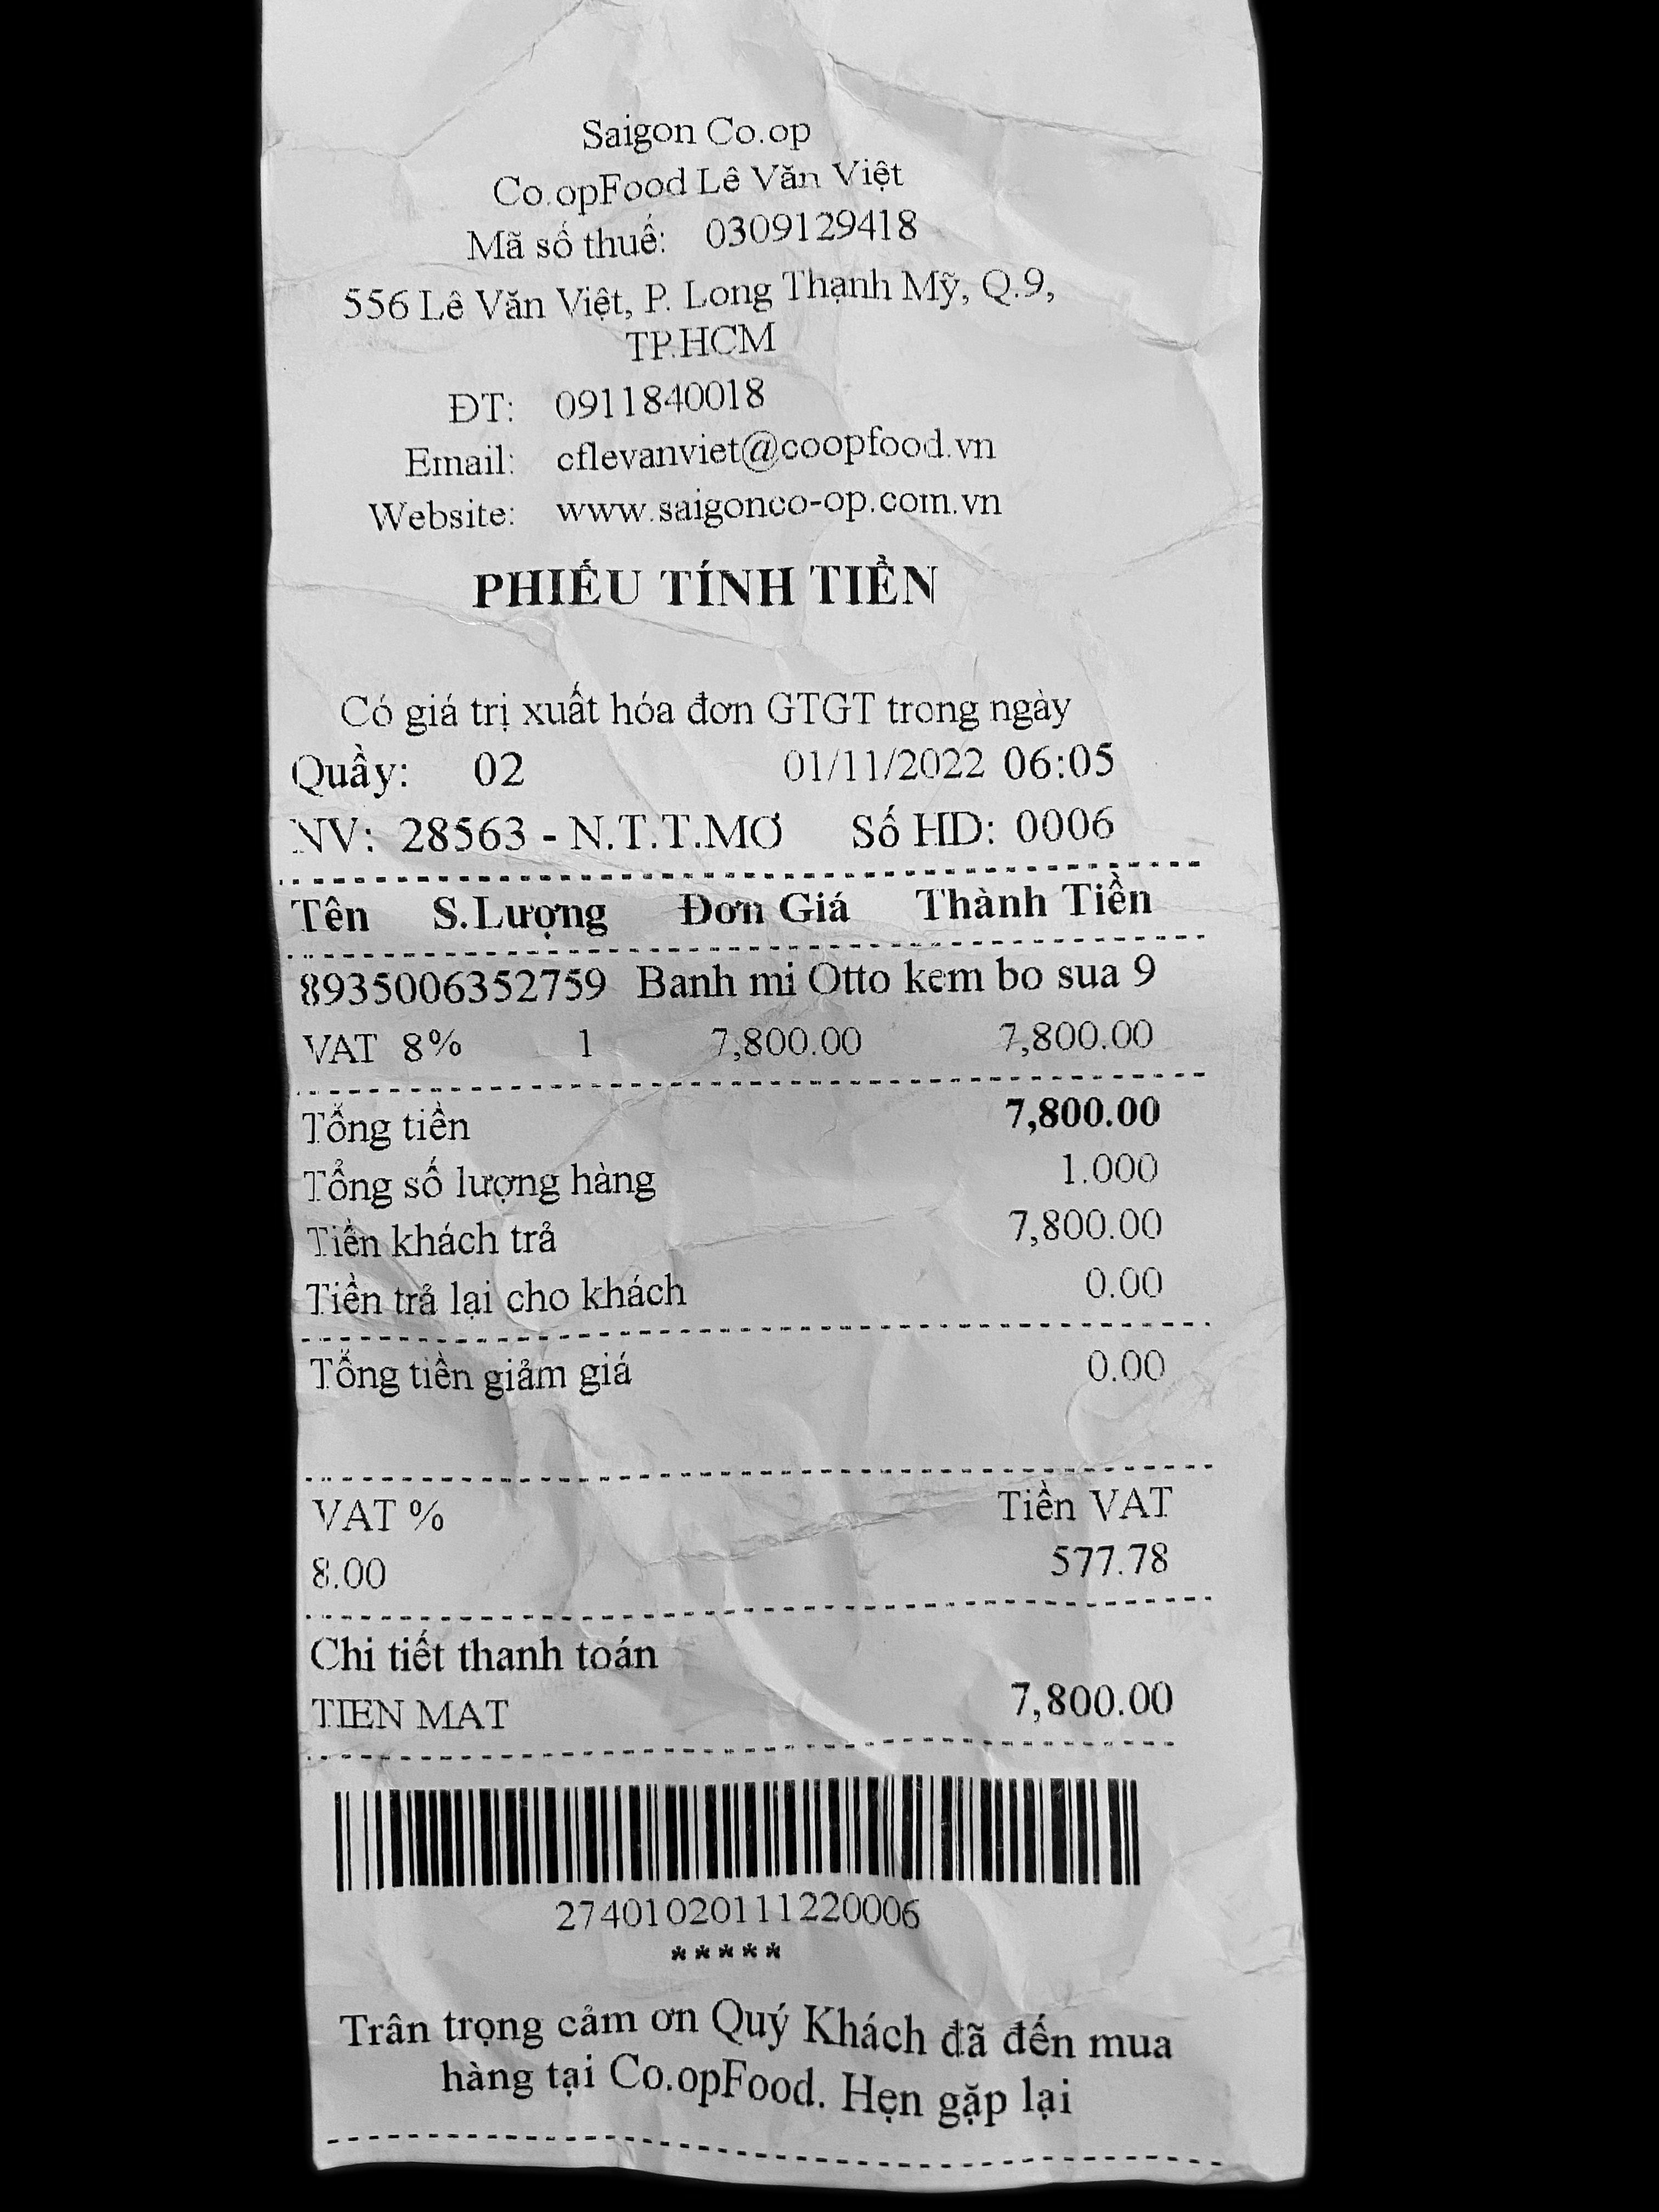 Saigon Co.op
Co.opFood Lê Văn Việt
Mã số thuế: 0309129418
556 Lê Văn Việt, P. Long Thạnh Mỹ, Q.9,
TP.HCM
ĐT: 0911840018
Email: cflevanviet@coopfood.vn
Website: www.saigonco-op.com.vn
PHIẾU TÍNH TIỀN
Có giá trị xuất hóa đơn GTGT trong ngày
Quầy: 02 01/11/2022 06:05
NV: 28563 - N.T.T.MƠ Số HD: 0006
Tên S.Lượng Đơn Giá Thành Tiền
8935006352759 Banh mi Otto kem bo sua 9
VAT 8% 1 7,800.00 7,800.00
Tổng tiền 7,800.00
Tổng số lượng hàng 1.000
Tiền khách trả 7,800.00
Tiền trả lại cho khách 0.00
Tổng tiền giảm giá 0.00
VAT % Tiền VAT
8.00 577.78
Chi tiết thanh toán
TIEN MAT 7,800.00
27401020111220006
*****
Trân trọng cảm ơn Quý Khách đã đến mua
hàng tại Co.opFood. Hẹn gặp lại